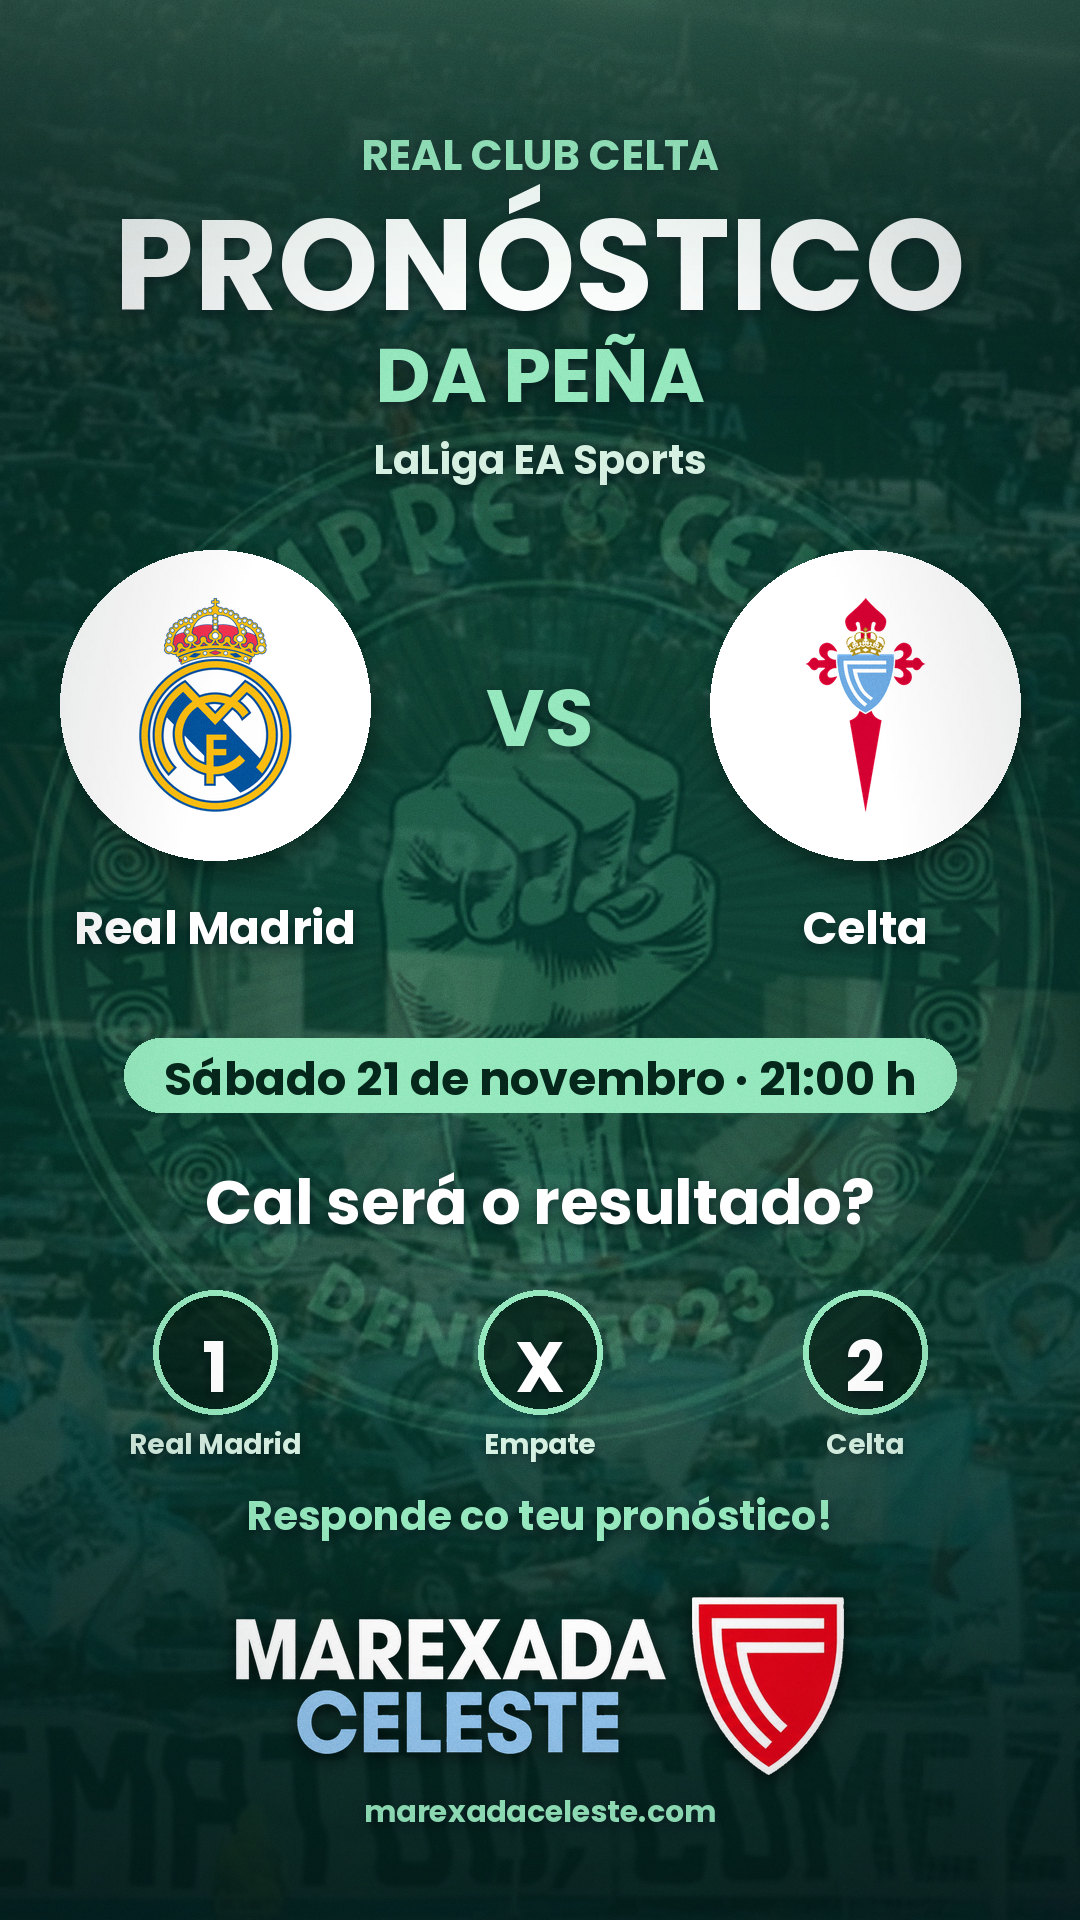 REAL CLUB CELTA
PRONÓSTICO
DA PEÑA
LaLiga EA Sports
VS
Real Madrid
Celta
Sábado 21 de novembro · 21:00 h
Cal será o resultado?
1
X
2
Real Madrid
Empate
Celta
Responde co teu pronóstico!
MAREXADA
CELESTE
marexadaceleste.com